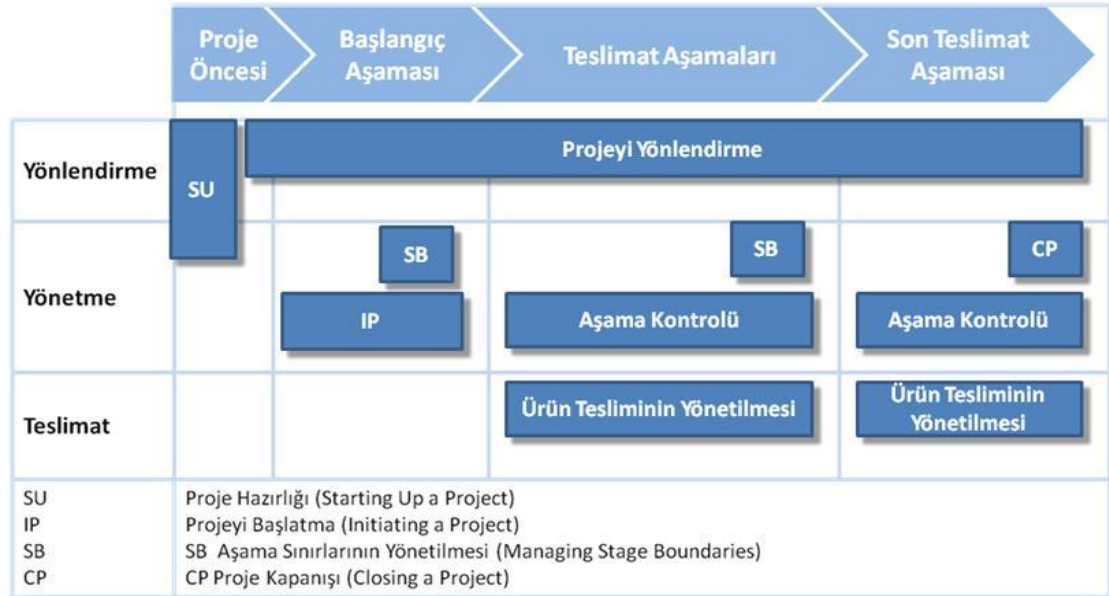 Proje
Öncesi
Başlangıç
Aşaması
Teslimat Aşamaları
Son Teslimat
Aşaması
Yönlendirme
SU
Projeyi Yönlendirme
Yönetme
SB
SB
CP
IP
Aşama Kontrolü
Aşama Kontrolü
Teslimat
Ürün Tesliminin Yönetilmesi
Ürün Tesliminin
Yönetilmesi
SU Proje Hazırlığı (Starting Up a Project)
IP Projeyi Başlatma (Initiating a Project)
SB SB Aşama Sınırlarının Yönetilmesi (Managing Stage Boundaries)
CP CP Proje Kapanışı (Closing a Project)